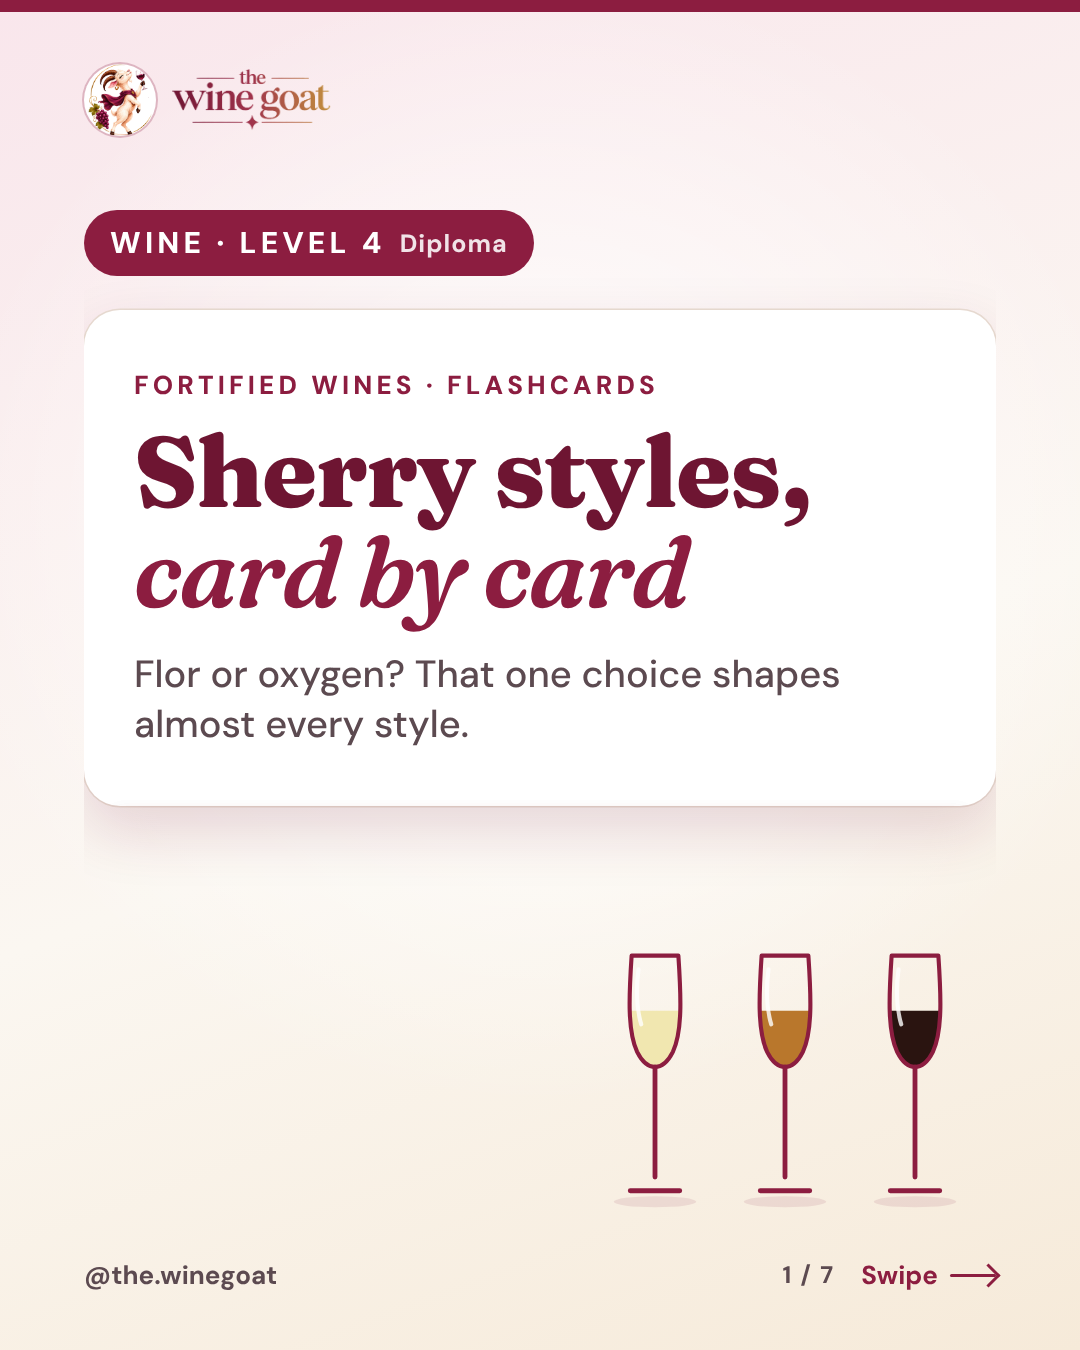 the
wine goat
WINE · LEVEL 4 Diploma
FORTIFIED WINES · FLASHCARDS
Sherry styles,
card by card
Flor or oxygen? That one choice shapes
almost every style.
@the.winegoat
1 / 7 Swipe